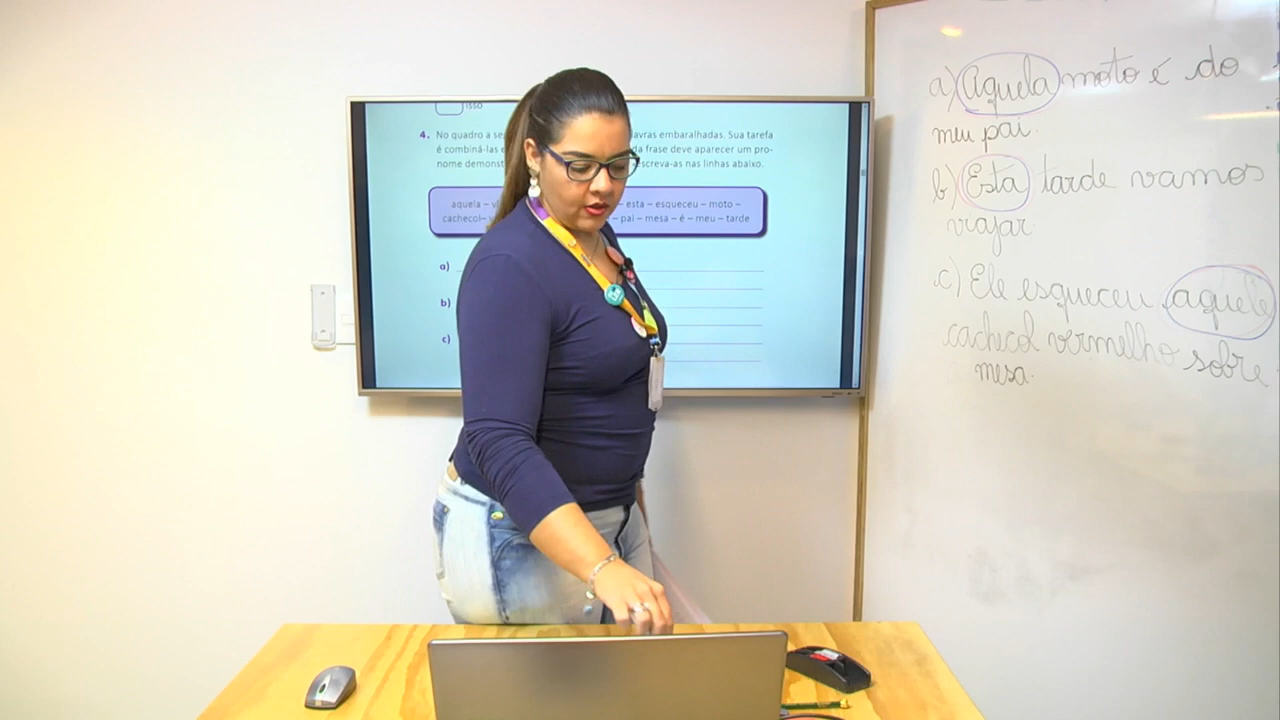 isso
4. No quadro a se lavras embaralhadas. Sua tarefa
é combiná-las e da frase deve aparecer um pro-
nome demonst escreva-as nas linhas abaixo.
aquela – vi – esta – esqueceu – moto –
cachecol – v – pai – mesa – é – meu – tarde
a)
b)
c)
a) Aquela moto é do
meu pai.
b) Esta tarde vamos
viajar
c) Ele esqueceu aquele
cachecol vermelho sobre
mesa.